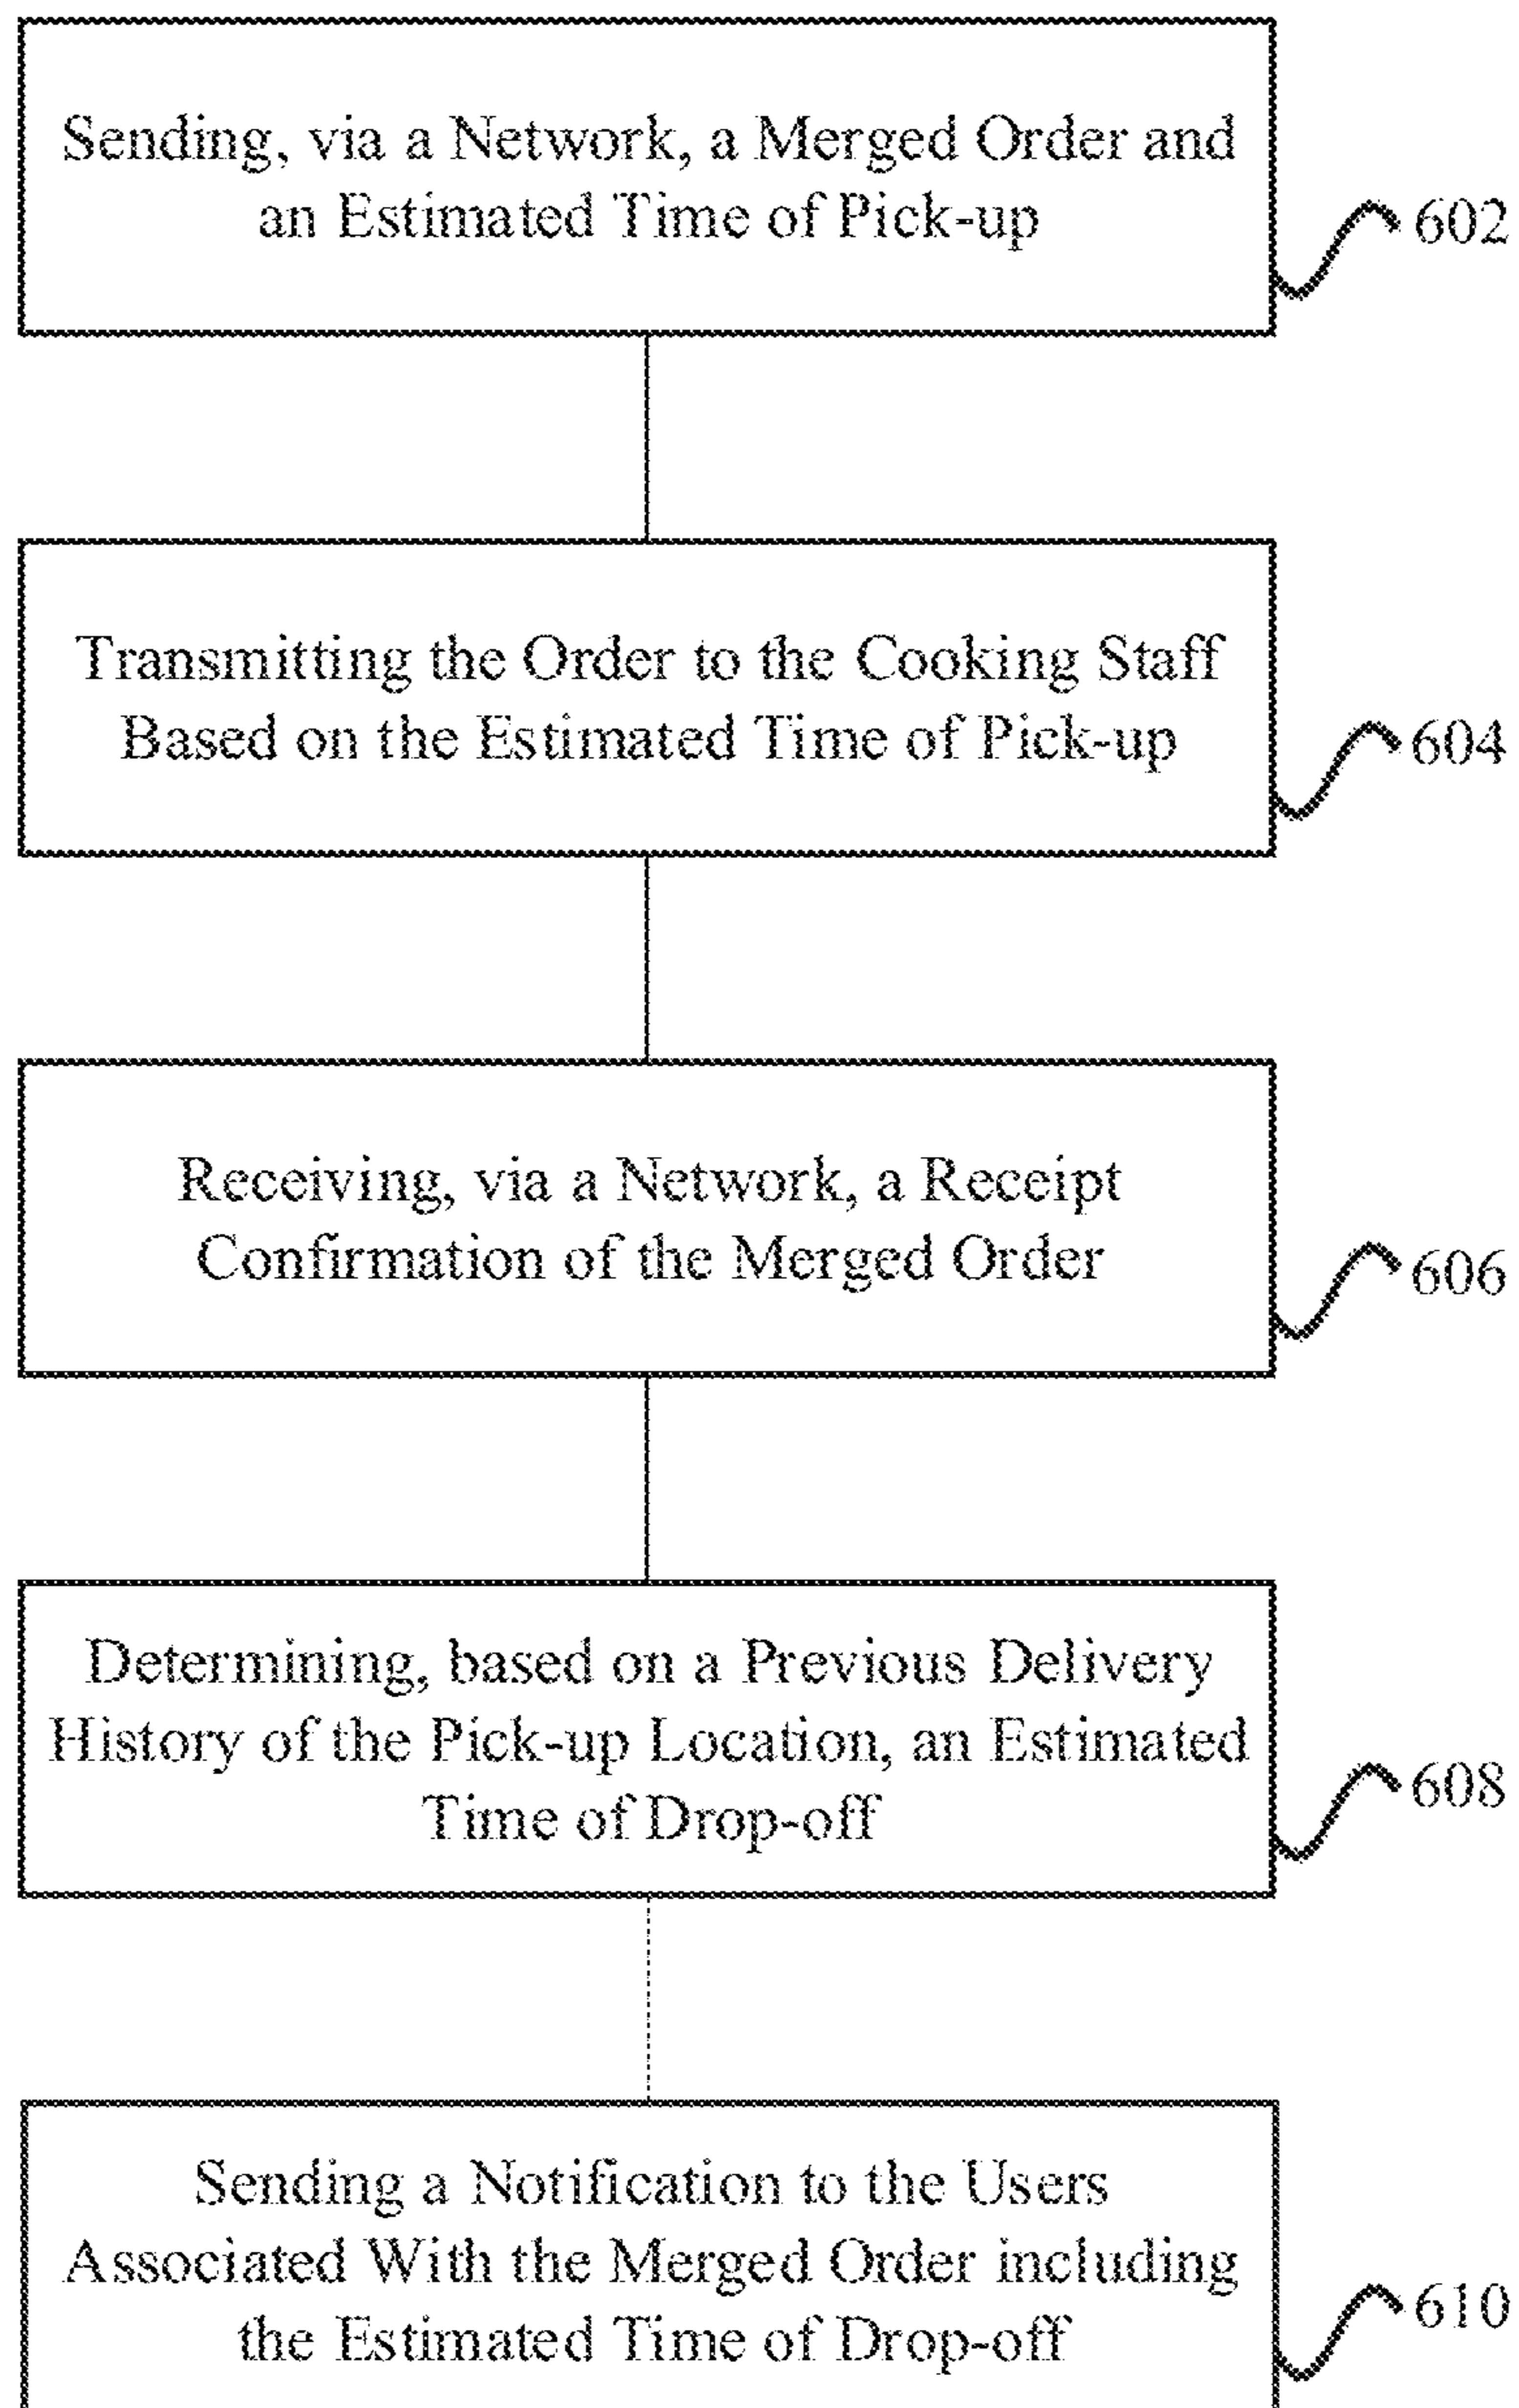 Sending, via a Network, a Merged Order and
an Estimated Time of Pick-up
602
Transmitting the Order to the Cooking Staff
Based on the Estimated Time of Pick-up
604
Receiving, via a Network, a Receipt
Confirmation of the Merged Order
606
Determining, based on a Previous Delivery
History of the Pick-up Location, an Estimated
Time of Drop-off
608
Sending a Notification to the Users
Associated With the Merged Order including
the Estimated Time of Drop-off
610